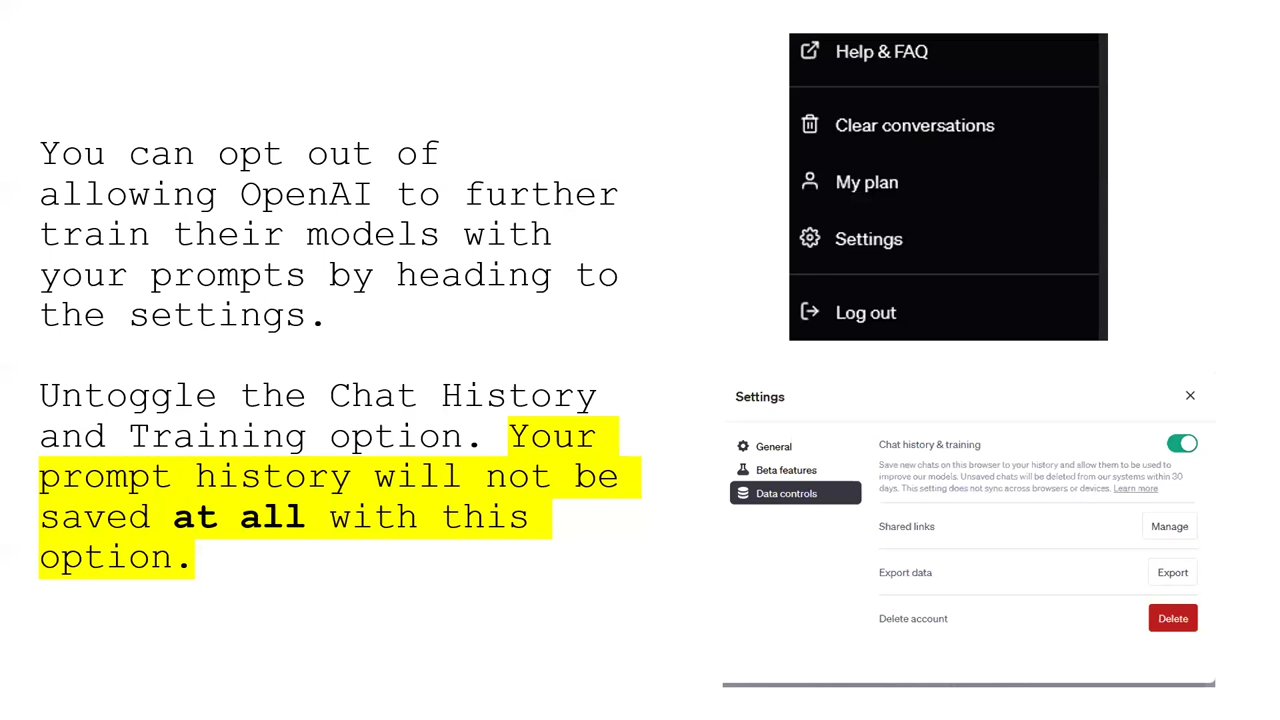 You can opt out of
allowing OpenAI to further
train their models with
your prompts by heading to
the settings.
Untoggle the Chat History
and Training option. Your
prompt history will not be
saved at all with this
option.
Help & FAQ
Clear conversations
My plan
Settings
Log out
Settings
General
Beta features
Data controls
Chat history & training
Save new chats on this browser to your history and allow them to be used to
improve our models. Unsaved chats will be deleted from our systems within 30
days. This setting does not sync across browsers or devices. Learn more
Shared links Manage
Export data Export
Delete account Delete